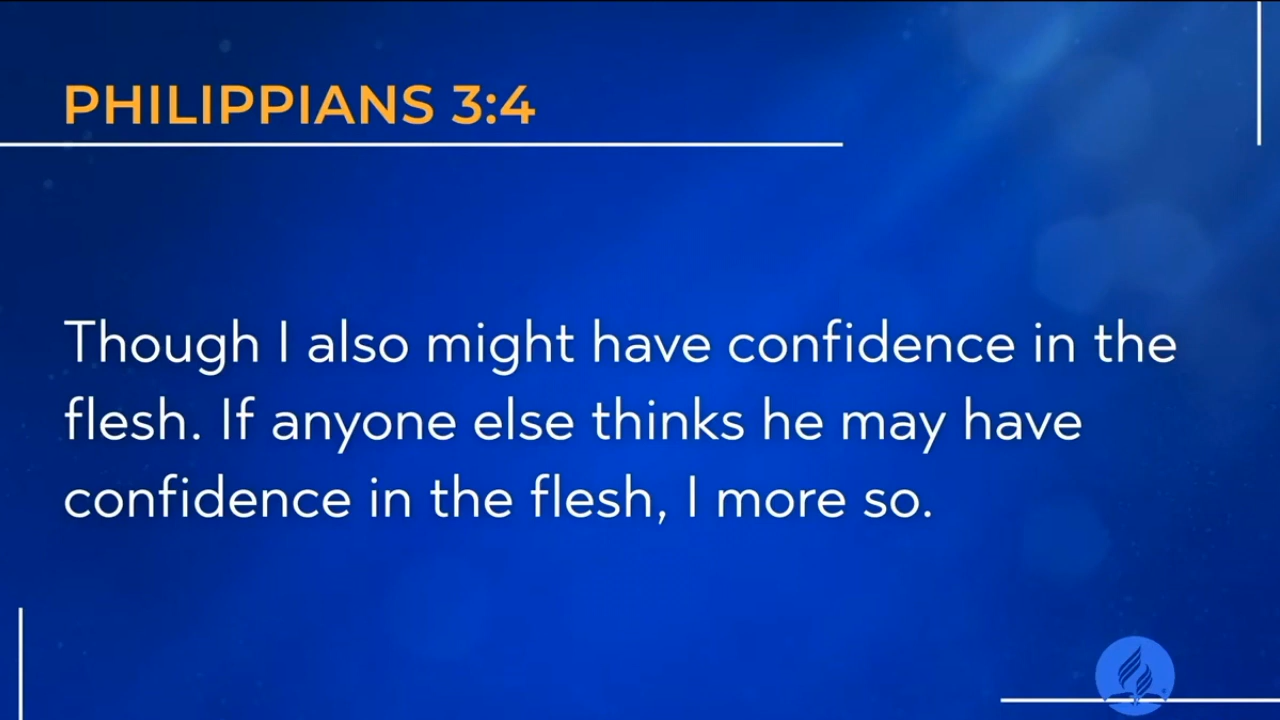 PHILIPPIANS 3:4
Though I also might have confidence in the
flesh. If anyone else thinks he may have
confidence in the flesh, I more so.